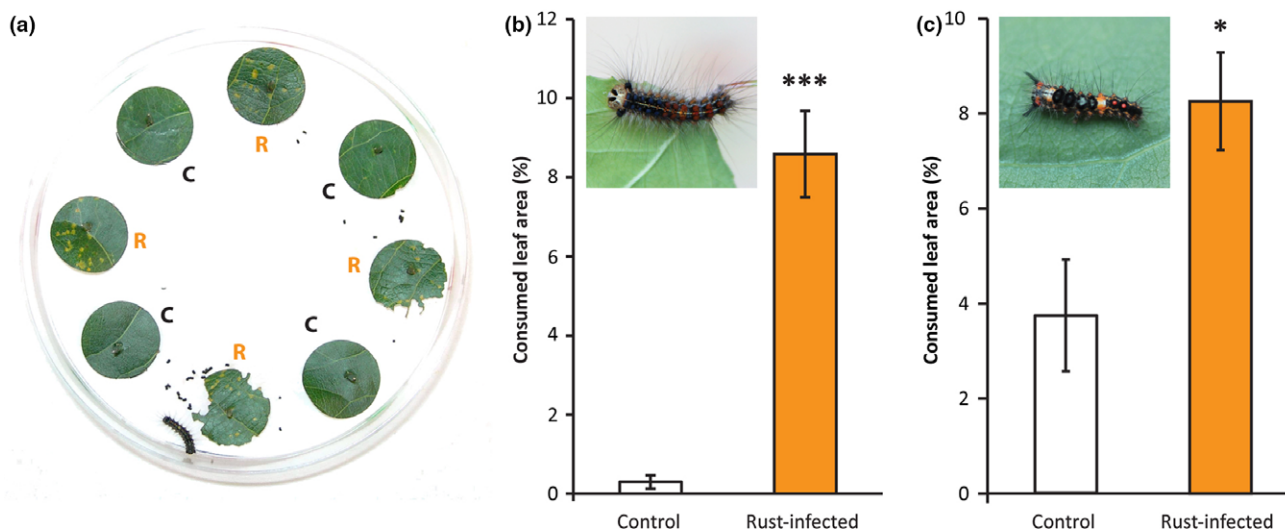 (a)
R
C
C
R
R
C
C
R
(b)
Consumed leaf area (%)
12
10
8
6
4
2
0
***
Control
Rust-infected
(c)
Consumed leaf area (%)
10
8
6
4
2
0
*
Control
Rust-infected